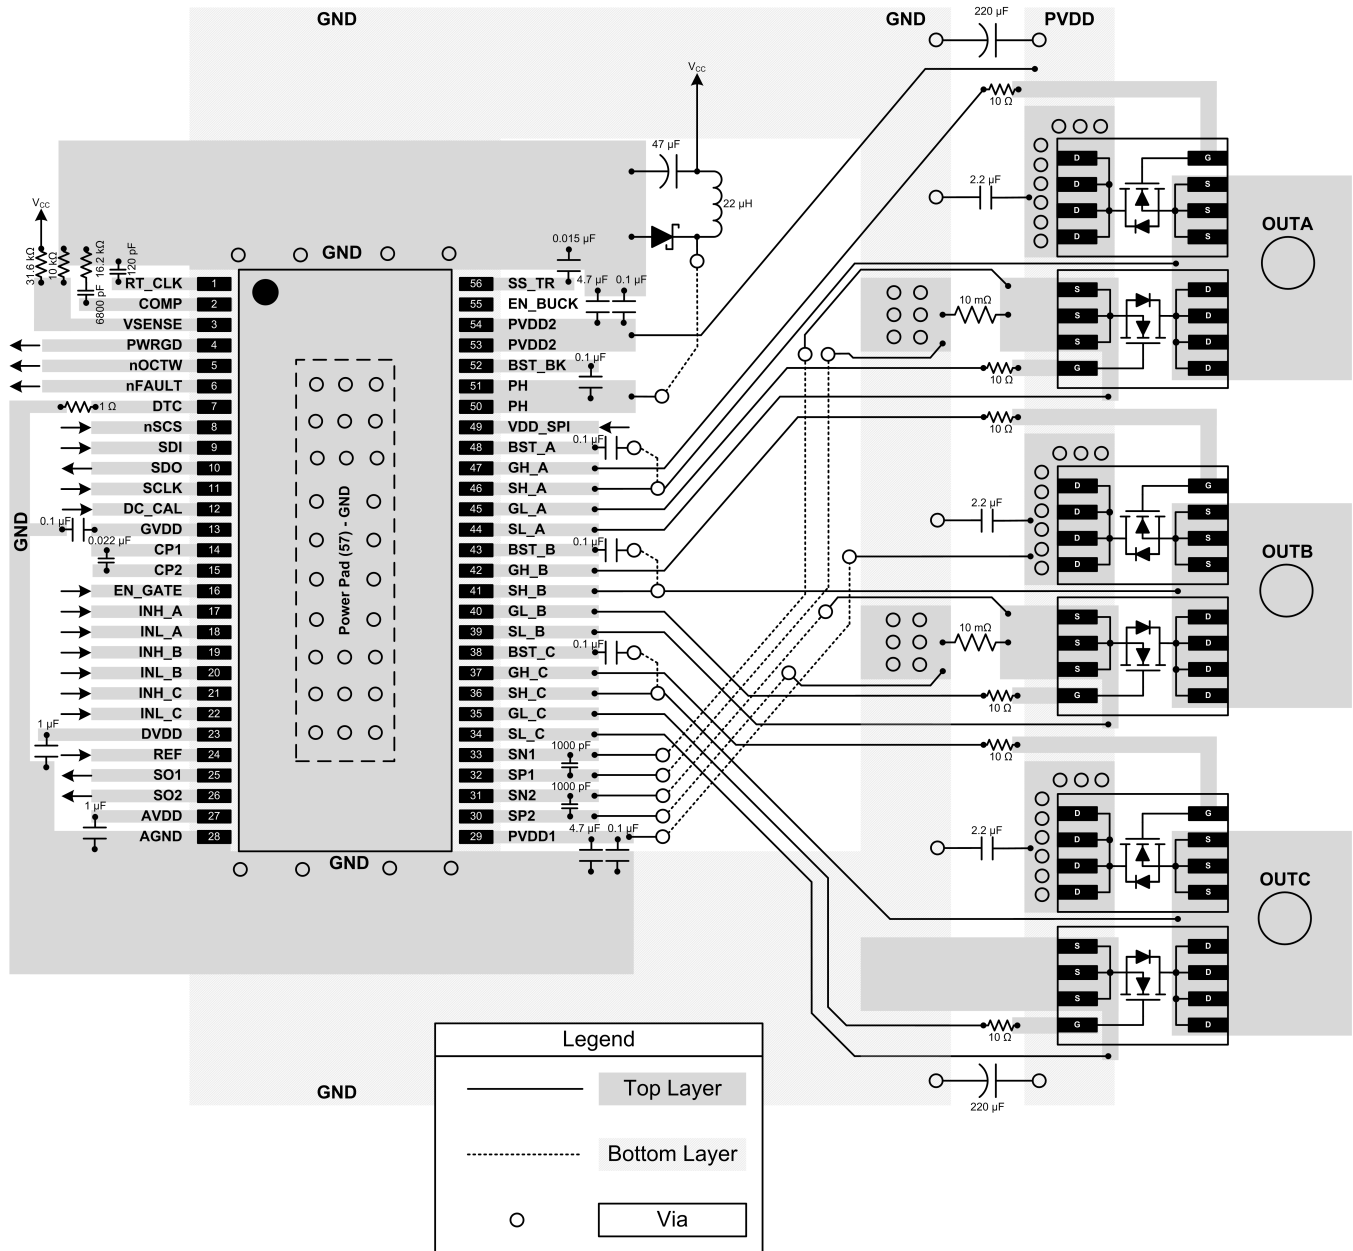 GND
GND
220 µF
PVDD
V_CC
10 Ω
47 µF
22 µH
2.2 µF
D
D
D
D
G
S
S
S
OUTA
V_CC
31.6 kΩ
10 kΩ
16.2 kΩ
6800 pF
120 pF
GND
0.015 µF
4.7 µF
0.1 µF
RT_CLK 1
COMP 2
VSENSE 3
PWRGD 4
nOCTW 5
nFAULT 6
1 Ω
DTC 7
nSCS 8
SDI 9
SDO 10
SCLK 11
DC_CAL 12
0.1 µF
GVDD 13
0.022 µF
CP1 14
CP2 15
EN_GATE 16
INH_A 17
INL_A 18
INH_B 19
INL_B 20
INH_C 21
INL_C 22
1 µF
DVDD 23
REF 24
SO1 25
SO2 26
1 µF
AVDD 27
AGND 28
GND
Power Pad (57) - GND
56 SS_TR
55 EN_BUCK
54 PVDD2
53 PVDD2
52 BST_BK
0.1 µF
51 PH
50 PH
49 VDD_SPI
48 BST_A
0.1 µF
47 GH_A
46 SH_A
45 GL_A
44 SL_A
43 BST_B
0.1 µF
42 GH_B
41 SH_B
40 GL_B
39 SL_B
38 BST_C
0.1 µF
37 GH_C
36 SH_C
35 GL_C
34 SL_C
33 SN1
1000 pF
32 SP1
31 SN2
1000 pF
30 SP2
29 PVDD1
4.7 µF
0.1 µF
GND
10 mΩ
S
S
S
G
D
D
D
D
10 Ω
10 Ω
2.2 µF
D
D
D
D
G
S
S
S
OUTB
10 mΩ
S
S
S
G
D
D
D
D
10 Ω
10 Ω
2.2 µF
D
D
D
D
G
S
S
S
OUTC
S
S
S
G
D
D
D
D
10 Ω
220 µF
GND
Legend
Top Layer
Bottom Layer
Via